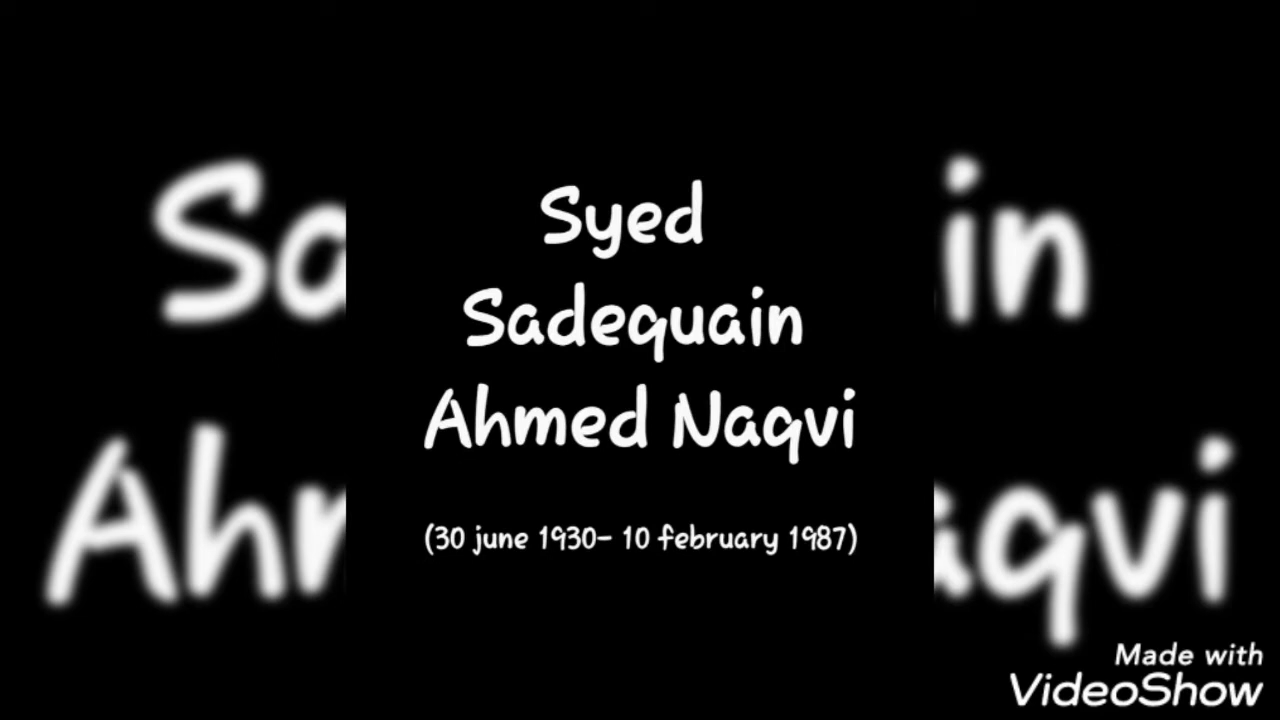 Syed
Sadequain
Ahmed Naqvi
(30 june 1930- 10 february 1987)
Made with
VideoShow